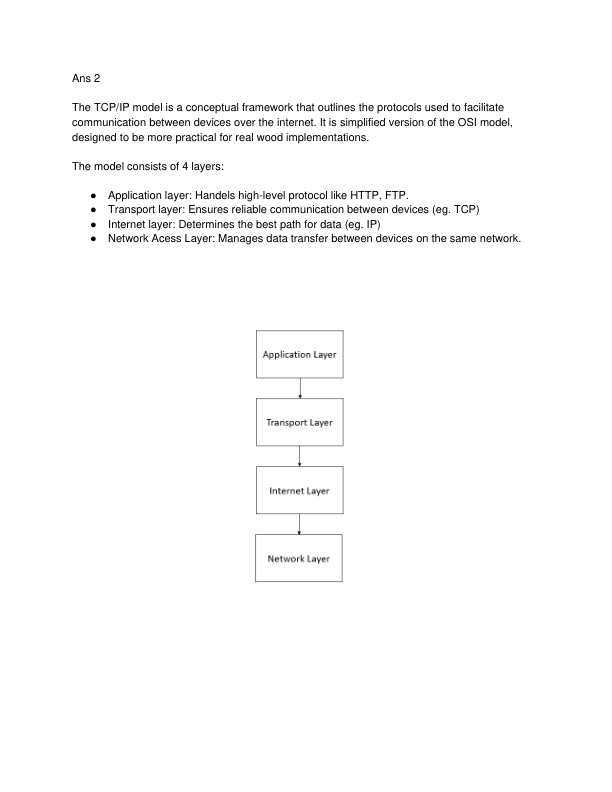 Ans 2
The TCP/IP model is a conceptual framework that outlines the protocols used to facilitate
communication between devices over the internet. It is simplified version of the OSI model,
designed to be more practical for real wood implementations.
The model consists of 4 layers:
● Application layer: Handels high-level protocol like HTTP, FTP.
● Transport layer: Ensures reliable communication between devices (eg. TCP)
● Internet layer: Determines the best path for data (eg. IP)
● Network Acess Layer: Manages data transfer between devices on the same network.
Application Layer
Transport Layer
Internet Layer
Network Layer